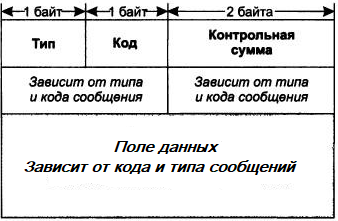 1 байт 1 байт 2 байта
Тип Код Контрольная
сумма
Зависит от типа Зависит от типа
и кода сообщения и кода сообщения
Поле данных
Зависит от кода и типа сообщений